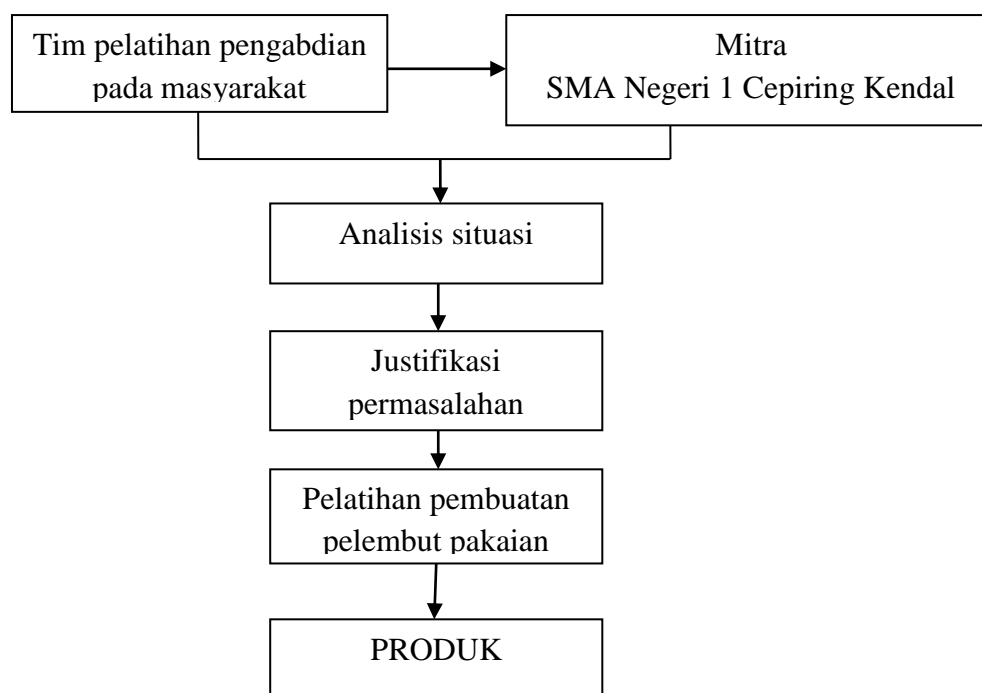 Tim pelatihan pengabdian
pada masyarakat
Mitra
SMA Negeri 1 Cepiring Kendal
Analisis situasi
Justifikasi
permasalahan
Pelatihan pembuatan
pelembut pakaian
PRODUK